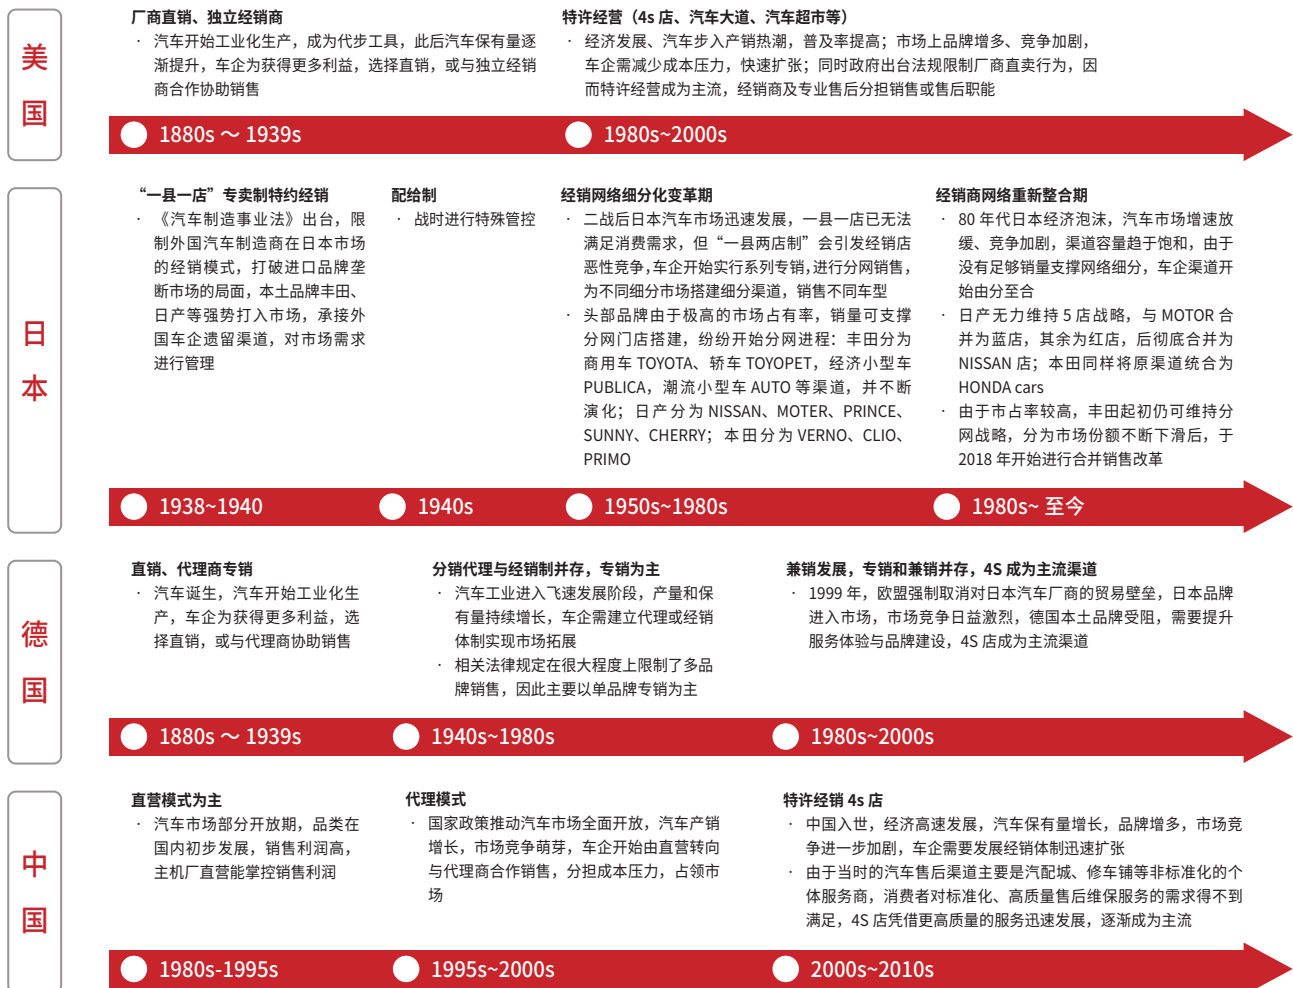 美
国
厂商直销、独立经销商
· 汽车开始工业化生产，成为代步工具，此后汽车保有量逐
渐提升，车企为获得更多利益，选择直销，或与独立经销
商合作协助销售
特许经营（4s 店、汽车大道、汽车超市等）
· 经济发展、汽车步入产销热潮，普及率提高；市场上品牌增多、竞争加剧，
车企需减少成本压力，快速扩张；同时政府出台法规限制厂商直卖行为，因
而特许经营成为主流，经销商及专业售后分担销售或售后职能
1880s ～ 1939s
1980s~2000s
日
本
“一县一店”专卖制特约经销
· 《汽车制造事业法》出台，限
制外国汽车制造商在日本市场
的经销模式，打破进口品牌垄
断市场的局面，本土品牌丰田、
日产等强势打入市场，承接外
国车企遗留渠道，对市场需求
进行管理
配给制
· 战时进行特殊管控
经销网络细分化变革期
· 二战后日本汽车市场迅速发展，一县一店已无法
满足消费需求，但“一县两店制”会引发经销店
恶性竞争，车企开始实行系列专销，进行分网销售，
为不同细分市场搭建细分渠道，销售不同车型
· 头部品牌由于极高的市场占有率，销量可支撑
分网门店搭建，纷纷开始分网进程：丰田分为
商用车 TOYOTA、轿车 TOYOPET，经济小型车
PUBLICA，潮流小型车 AUTO 等渠道，并不断
演化；日产分为 NISSAN、MOTER、PRINCE、
SUNNY、CHERRY；本田分为 VERNO、CLIO、
PRIMO
经销商网络重新整合期
· 80 年代日本经济泡沫，汽车市场增速放
缓、竞争加剧，渠道容量趋于饱和，由于
没有足够销量支撑网络细分，车企渠道开
始由分至合
· 日产无力维持 5 店战略，与 MOTOR 合
并为蓝店，其余为红店，后彻底合并为
NISSAN 店；本田同样将原渠道统合为
HONDA cars
· 由于市占率较高，丰田起初仍可维持分
网战略，分为市场份额不断下滑后，于
2018 年开始进行合并销售改革
1938~1940
1940s
1950s~1980s
1980s~ 至今
德
国
直销、代理商专销
· 汽车诞生，汽车开始工业化生
产，车企为获得更多利益，选
择直销，或与代理商协助销售
分销代理与经销制并存，专销为主
· 汽车工业进入飞速发展阶段，产量和保
有量持续增长，车企需建立代理或经销
体制实现市场拓展
· 相关法律规定在很大程度上限制了多品
牌销售，因此主要以单品牌专销为主
兼销发展，专销和兼销并存，4S 成为主流渠道
· 1999 年，欧盟强制取消对日本汽车厂商的贸易壁垒，日本品牌
进入市场，市场竞争日益激烈，德国本土品牌受阻，需要提升
服务体验与品牌建设，4S 店成为主流渠道
1880s ～ 1939s
1940s~1980s
1980s~2000s
中
国
直营模式为主
· 汽车市场部分开放期，品类在
国内初步发展，销售利润高，
主机厂直营能掌控销售利润
代理模式
· 国家政策推动汽车市场全面开放，汽车产销
增长，市场竞争萌芽，车企开始由直营转向
与代理商合作销售，分担成本压力，占领市
场
特许经销 4s 店
· 中国入世，经济高速发展，汽车保有量增长，品牌增多，市场竞
争进一步加剧，车企需要发展经销体制迅速扩张
· 由于当时的汽车售后渠道主要是汽配城、修车铺等非标准化的个
体服务商，消费者对标准化、高质量售后维保服务的需求得不到
满足，4S 店凭借更高质量的服务迅速发展，逐渐成为主流
1980s-1995s
1995s~2000s
2000s~2010s